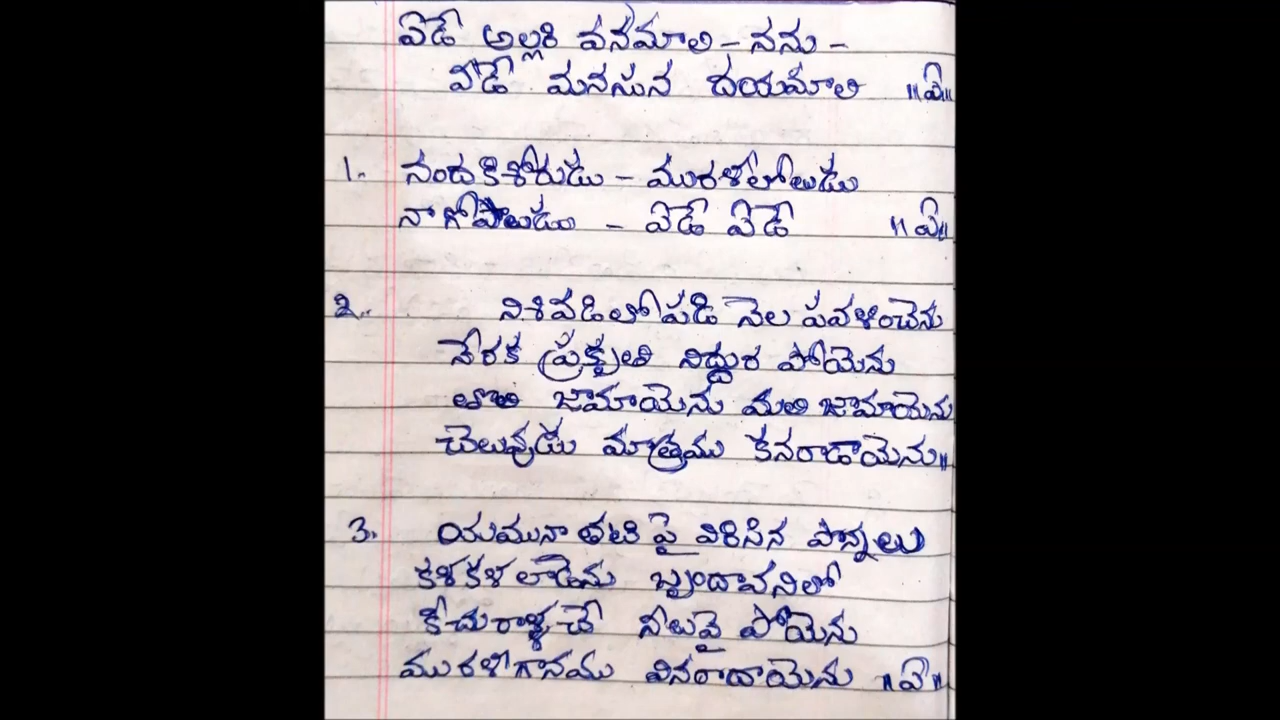 ఏడే అల్లరి వనమాలి - నను -
వీడే మనసున దయమాలి "ఏ"
1. నందకిశోరుడు - మురళీలోలుడు
నా గోపాలుడు - ఏడే ఏడే "ఏ"
2. నిశివడిలోపడి నెల పవళించెను
నేరక ప్రకృతి నిద్దుర పోయెను
తొలి జామాయెను మలి జామాయెను
చెలువుడు మాత్రము కనరాడాయెను"
3. యమునా తటి పై విరిసిన పొన్నలు
కళకళ లాడెను బృందావనిలో
కీచురాళ్ళచే నీటువై పోయెను
మురళీగానము వినరాదాయెను "ఏ"